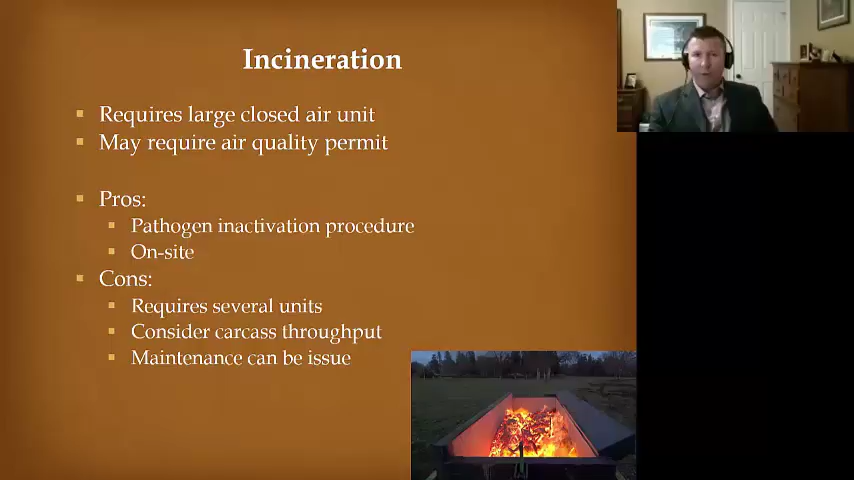 Incineration
Requires large closed air unit
May require air quality permit
Pros:
Pathogen inactivation procedure
On-site
Cons:
Requires several units
Consider carcass throughput
Maintenance can be issue